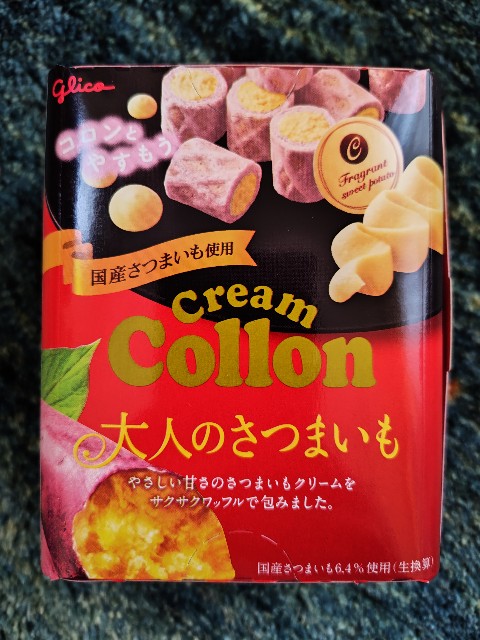 Glico
コロンと
やすもう
C
Fragrant
sweet potato
国産さつまいも使用
Cream
Collon
大人のさつまいも
やさしい甘さのさつまいもクリームを
サクサクワッフルで包みました。
国産さつまいも6.4%使用(生換算)